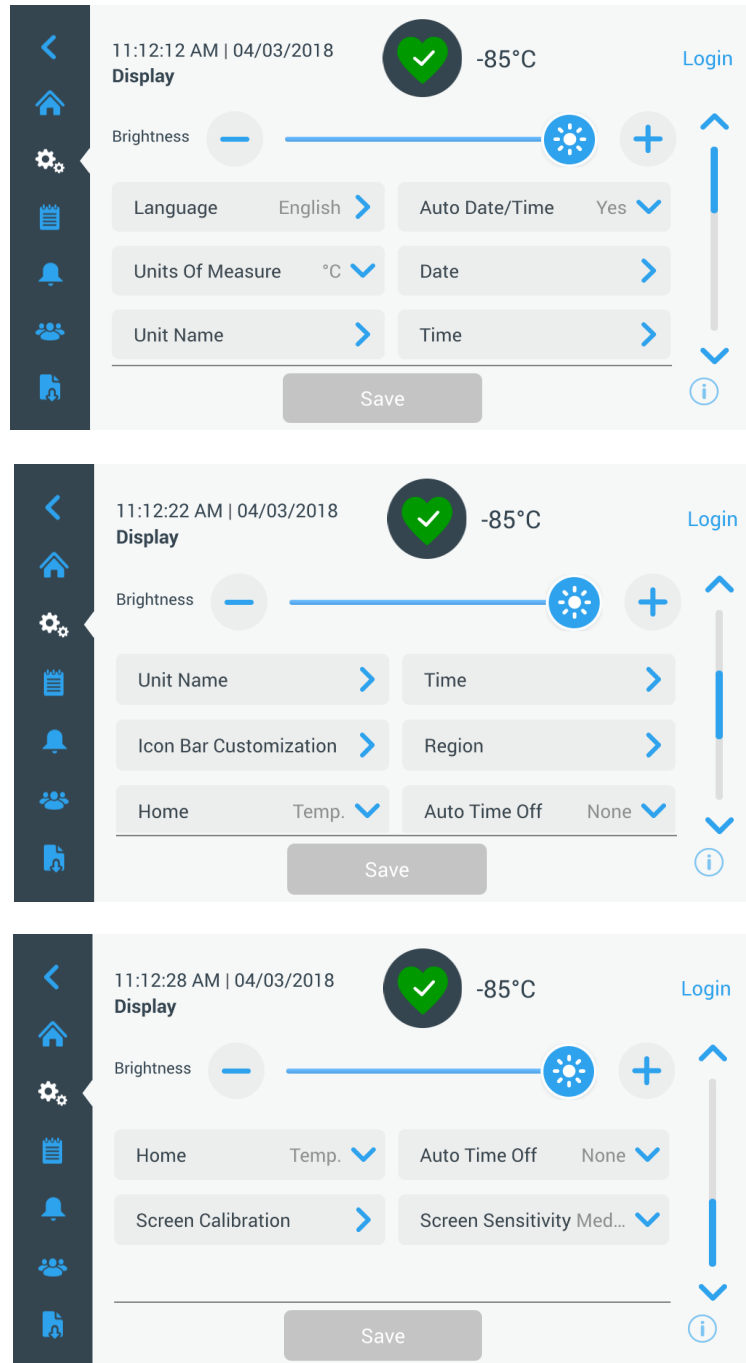 11:12:12 AM | 04/03/2018
Display
-85°C
Login
Brightness
Language English
Auto Date/Time Yes
Units Of Measure °C
Date
Unit Name
Time
Save
11:12:22 AM | 04/03/2018
Display
-85°C
Login
Brightness
Unit Name
Time
Icon Bar Customization
Region
Home Temp.
Auto Time Off None
Save
11:12:28 AM | 04/03/2018
Display
-85°C
Login
Brightness
Home Temp.
Auto Time Off None
Screen Calibration
Screen Sensitivity Med...
Save